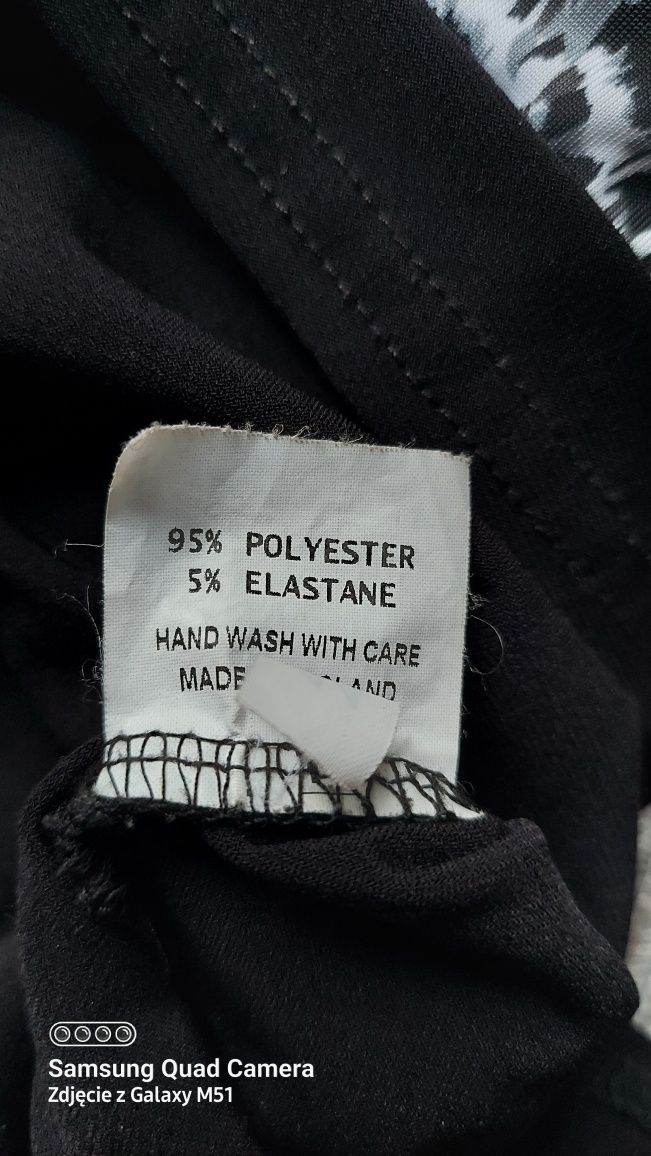 95% POLYESTER
5% ELASTANE
HAND WASH WITH CARE
MADE
Samsung Quad Camera
Zdjęcie z Galaxy M51